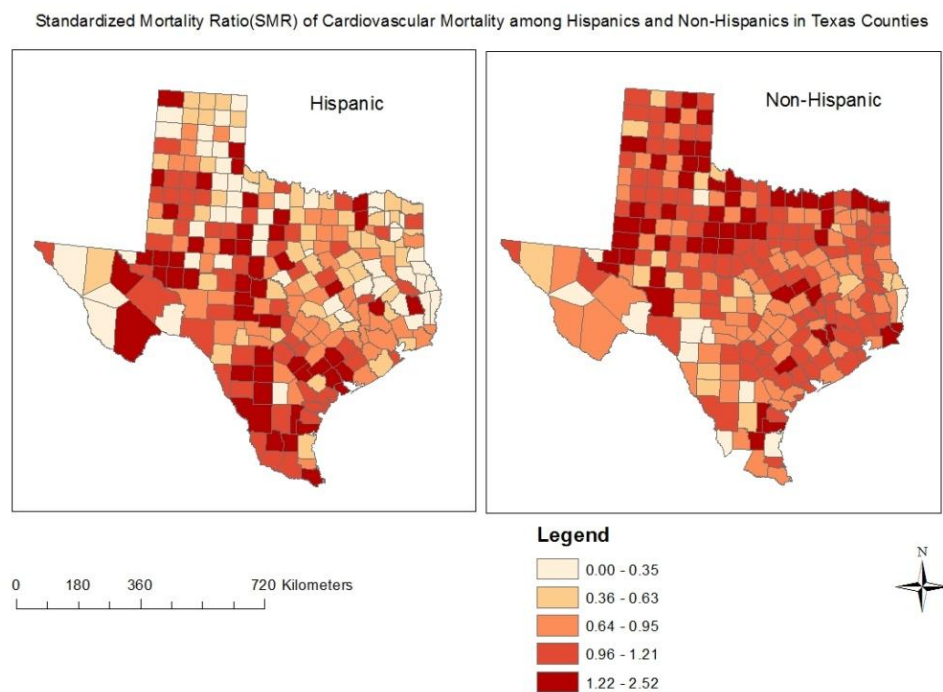 Standardized Mortality Ratio(SMR) of Cardiovascular Mortality among Hispanics and Non-Hispanics in Texas Counties
Hispanic
Non-Hispanic
Legend
0.00 - 0.35
0.36 - 0.63
0.64 - 0.95
0.96 - 1.21
1.22 - 2.52
0 180 360 720 Kilometers
N